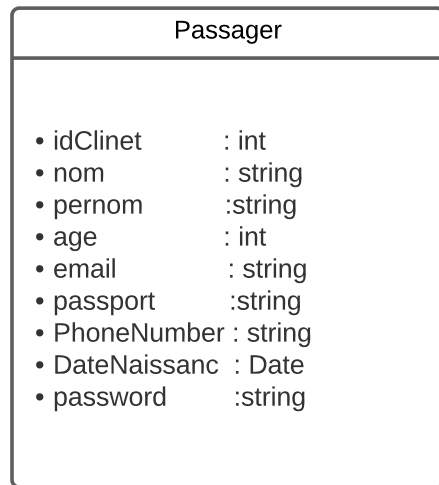 Passager
• idClinet : int
• nom : string
• pernom :string
• age : int
• email : string
• passport :string
• PhoneNumber : string
• DateNaissanc : Date
• password :string